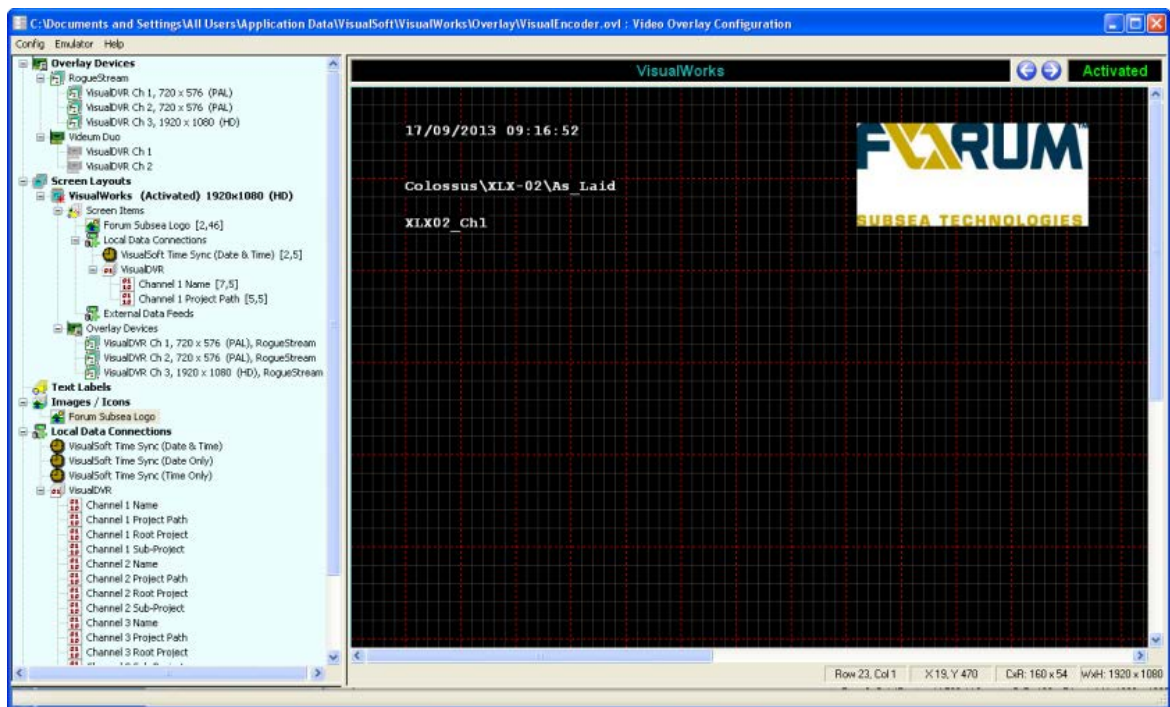 C:\Documents and Settings\All Users\Application Data\VisualSoft\VisualWorks\Overlay\VisualEncoder.ovl : Video Overlay Configuration
Config Emulator Help
Overlay Devices
RogueStream
VisualDVR Ch 1, 720 x 576 (PAL)
VisualDVR Ch 2, 720 x 576 (PAL)
VisualDVR Ch 3, 1920 x 1080 (HD)
Videum Duo
VisualDVR Ch 1
VisualDVR Ch 2
Screen Layouts
VisualWorks (Activated) 1920x1080 (HD)
Screen Items
Forum Subsea Logo [2,46]
Local Data Connections
VisualSoft Time Sync (Date & Time) [2,5]
VisualDVR
Channel 1 Name [7,5]
Channel 1 Project Path [5,5]
External Data Feeds
Overlay Devices
VisualDVR Ch 1, 720 x 576 (PAL), RogueStream
VisualDVR Ch 2, 720 x 576 (PAL), RogueStream
VisualDVR Ch 3, 1920 x 1080 (HD), RogueStream
Text Labels
Images / Icons
Forum Subsea Logo
Local Data Connections
VisualSoft Time Sync (Date & Time)
VisualSoft Time Sync (Date Only)
VisualSoft Time Sync (Time Only)
VisualDVR
Channel 1 Name
Channel 1 Project Path
Channel 1 Root Project
Channel 1 Sub-Project
Channel 2 Name
Channel 2 Project Path
Channel 2 Root Project
Channel 2 Sub-Project
Channel 3 Name
Channel 3 Project Path
Channel 3 Root Project
VisualWorks
Activated
17/09/2013 09:16:52
Colossus\XLX-02\As_Laid
XLX02_Ch1
FORUM™
SUBSEA TECHNOLOGIES
Row 23, Col 1 X 19, Y 470 CxR: 160 x 54 WxH: 1920 x 1080